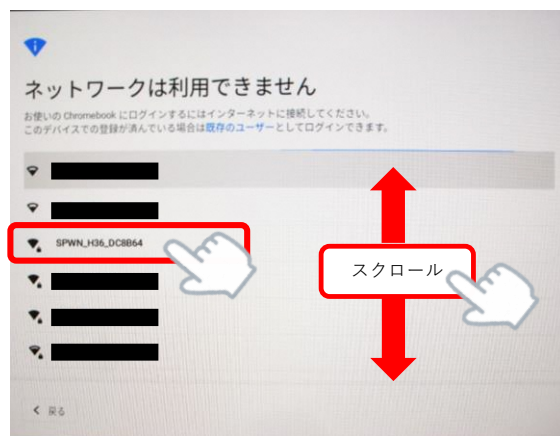 ネットワークは利用できません
お使いの Chromebook にログインするにはインターネットに接続してください。
このデバイスでの登録が済んでいる場合は既存のユーザーとしてログインできます。
SPWN_H36_DC8B64
スクロール
戻る